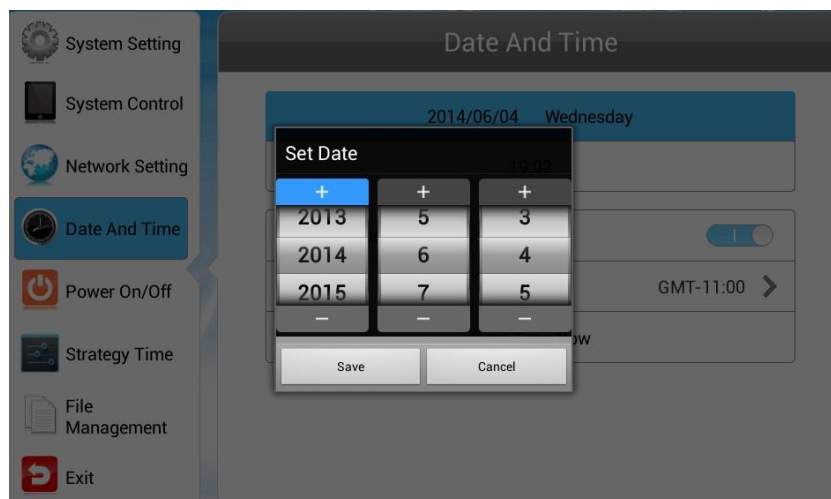 System Setting
System Control
Network Setting
Date And Time
Power On/Off
Strategy Time
File
Management
Exit
Date And Time
2014/06/04 Wednesday
19:02
GMT-11:00
Set Date
+ + +
2013 5 3
2014 6 4
2015 7 5
− − −
Save Cancel